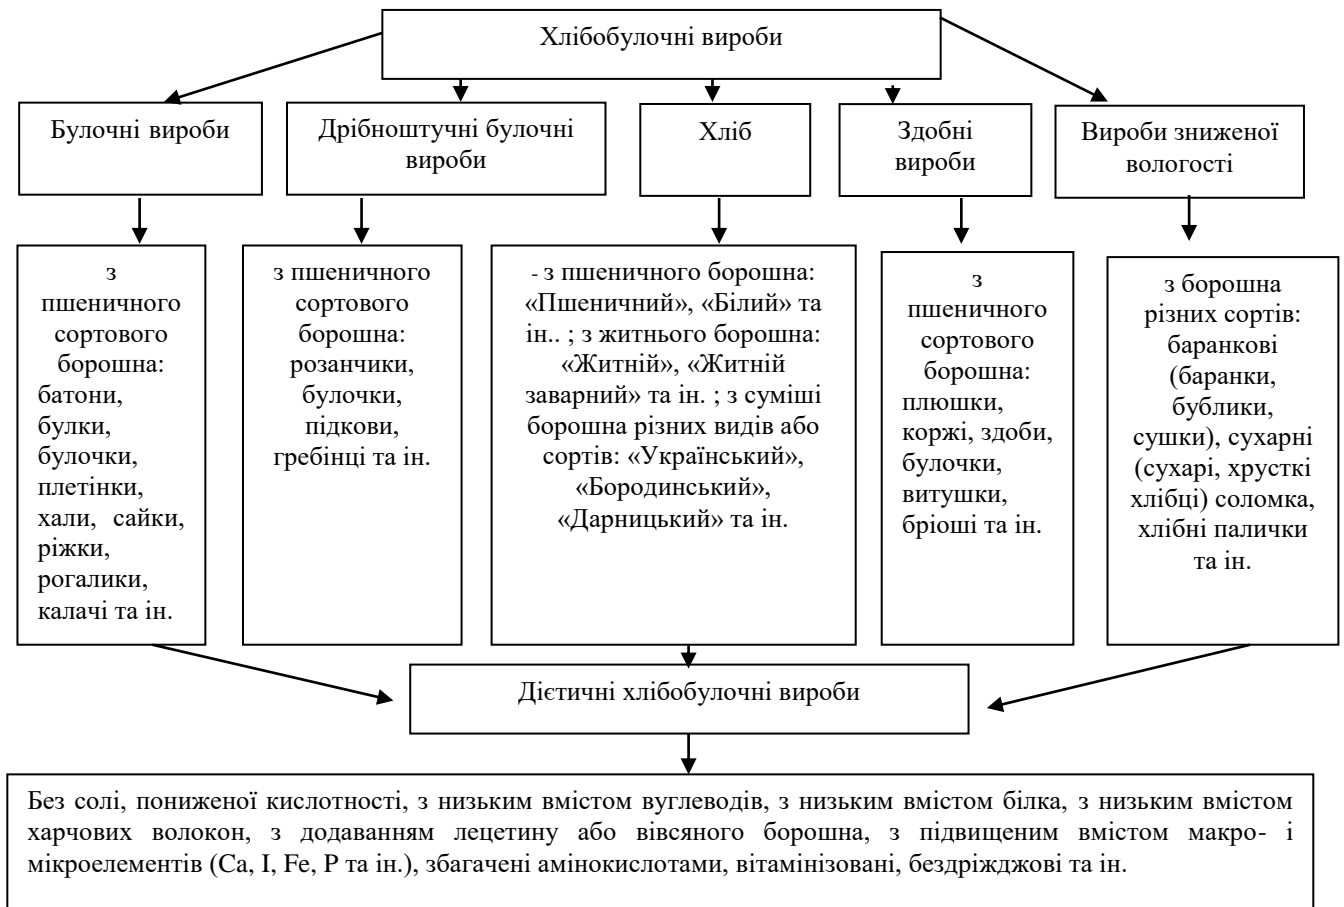 Хлібобулочні вироби
Булочні вироби
Дрібноштучні булочні
вироби
Хліб
Здобні
вироби
Вироби зниженої
вологості
з
пшеничного
сортового
борошна:
батони,
булки,
булочки,
плетінки,
хали, сайки,
ріжки,
рогалики,
калачі та ін.
з пшеничного
сортового
борошна:
розанчики,
булочки,
підкови,
гребінці та ін.
- з пшеничного борошна:
«Пшеничний», «Білий» та
ін.. ; з житнього борошна:
«Житній», «Житній
заварний» та ін. ; з суміші
борошна різних видів або
сортів: «Український»,
«Бородинський»,
«Дарницький» та ін.
з
пшеничного
сортового
борошна:
плюшки,
коржі, здоби,
булочки,
витушки,
бріоші та ін.
з борошна
різних сортів:
баранкові
(баранки,
бублики,
сушки), сухарні
(сухарі, хрусткі
хлібці) соломка,
хлібні палички
та ін.
Дієтичні хлібобулочні вироби
Без солі, пониженої кислотності, з низьким вмістом вуглеводів, з низьким вмістом білка, з низьким вмістом
харчових волокон, з додаванням лецетину або вівсяного борошна, з підвищеним вмістом макро- і
мікроелементів (Ca, I, Fe, P та ін.), збагачені амінокислотами, вітамінізовані, бездріжджові та ін.